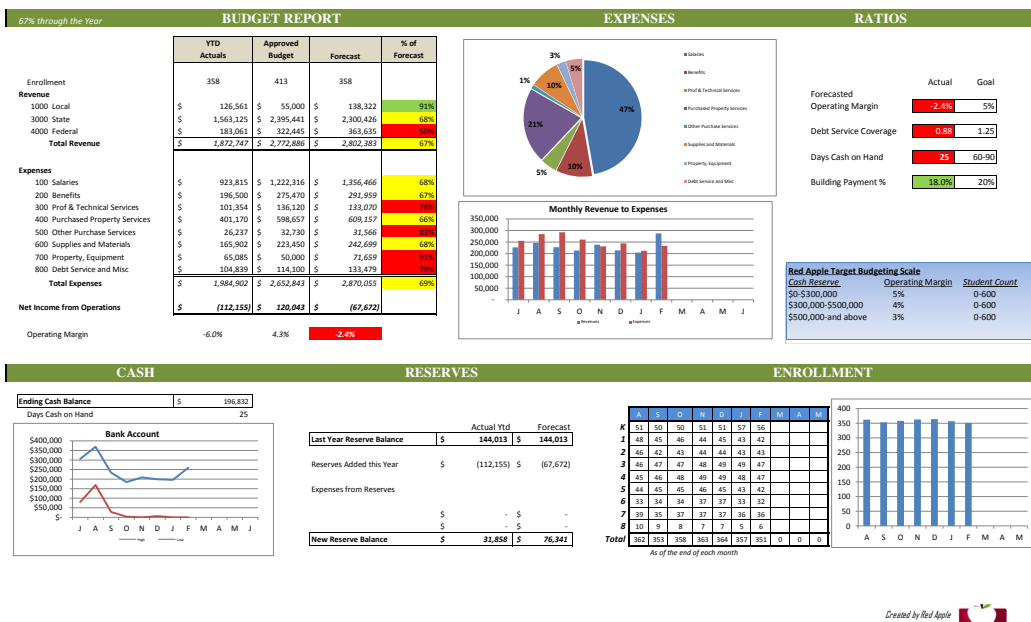 67% through the Year BUDGET REPORT EXPENSES RATIOS
YTD Actuals Approved Budget Forecast % of Forecast
Enrollment 358 413 358
Revenue
1000 Local $ 126,561 $ 55,000 138,322 91%
3000 State $ 1,563,125 $ 2,395,441 $ 2,300,426 68%
4000 Federal $ 183,061 $ 322,445 $ 363,635 50%
Total Revenue $ 1,872,747 $ 2,772,886 $ 2,802,383 67%
Expenses
100 Salaries $ 923,815 $ 1,222,316 $ 1,356,466 68%
200 Benefits $ 196,500 $ 275,470 $ 291,959 67%
300 Prof & Technical Services $ 101,354 $ 136,120 $ 133,070 76%
400 Purchased Property Services $ 401,170 $ 598,657 $ 609,157 66%
500 Other Purchase Services $ 26,237 $ 32,730 $ 31,566 83%
600 Supplies and Materials $ 165,902 $ 223,450 $ 242,699 68%
700 Property, Equipment $ 65,085 $ 50,000 $ 71,659 91%
800 Debt Service and Misc $ 104,839 $ 114,100 $ 133,479 79%
Total Expenses $ 1,984,902 $ 2,652,843 $ 2,870,055 69%
Net Income from Operations $ (112,155) $ 120,043 $ (67,672)
Operating Margin -6.0% 4.3% -2.4%
47%
10%
5%
21%
1%
10%
3%
5%
Salaries
Benefits
Prof & Technical Services
Purchased Property Services
Other Purchase Services
Supplies and Materials
Property, Equipment
Debt Service and Misc
Monthly Revenue to Expenses
350,000
300,000
250,000
200,000
150,000
100,000
50,000
-
J A S O N D J F M A M J
Revenues Expenses
Actual Goal
Forecasted
Operating Margin -2.4% 5%
Debt Service Coverage 0.88 1.25
Days Cash on Hand 25 60-90
Building Payment % 18.0% 20%
Red Apple Target Budgeting Scale
Cash Reserve Operating Margin Student Count
$0-$300,000 5% 0-600
$300,000-$500,000 4% 0-600
$500,000-and above 3% 0-600
CASH RESERVES ENROLLMENT
Ending Cash Balance $ 196,832
Days Cash on Hand 25
Bank Account
$400,000
$350,000
$300,000
$250,000
$200,000
$150,000
$100,000
$50,000
$-
J A S O N D J F M A M J
High Low
Actual Ytd Forecast
Last Year Reserve Balance $ 144,013 $ 144,013
Reserves Added this Year $ (112,155) $ (67,672)
Expenses from Reserves
$ - $ -
$ - $ -
New Reserve Balance $ 31,858 $ 76,341
A S O N D J F M A M
K 51 50 50 51 51 57 56
1 48 45 46 44 45 43 42
2 46 42 43 44 44 43 43
3 46 47 47 48 49 49 47
4 45 46 48 49 49 48 47
5 44 45 45 46 45 43 42
6 33 34 34 37 37 33 32
7 39 35 37 37 37 36 36
8 10 9 8 7 7 5 6
Total 362 353 358 363 364 357 351 0 0 0
As of the end of each month
400
350
300
250
200
150
100
50
0
A S O N D J F M A M
Created by Red Apple